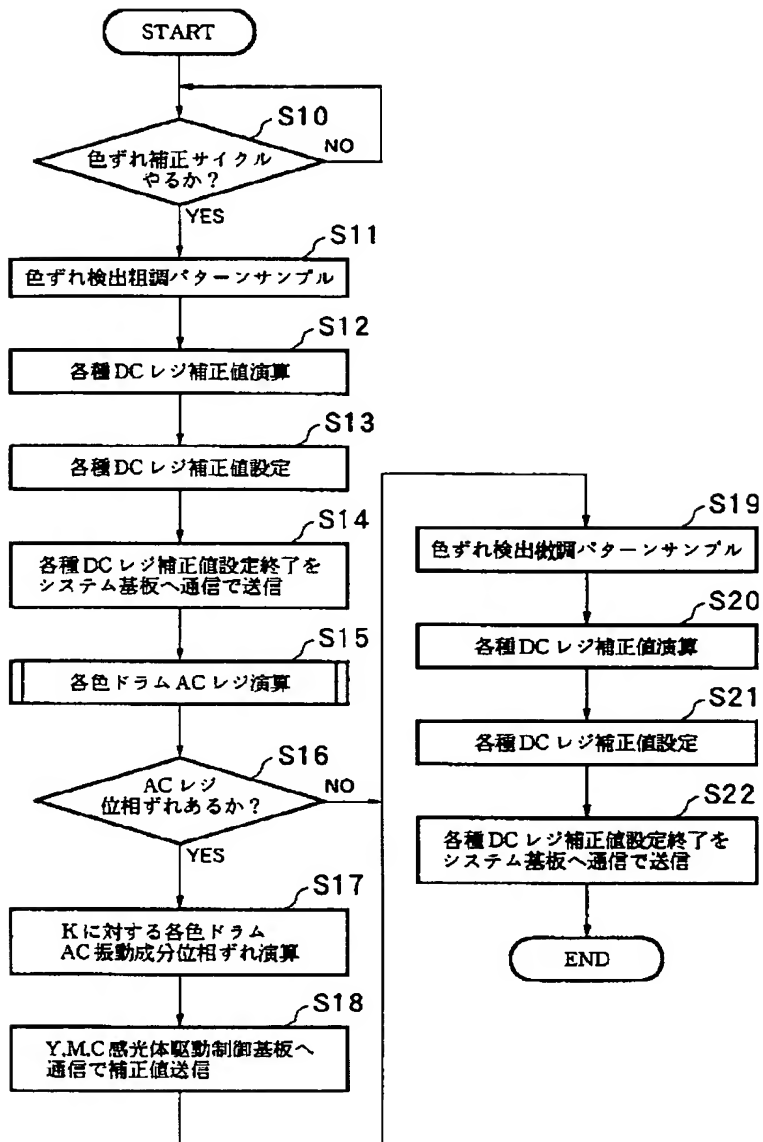 START
S10
色ずれ補正サイクル
やるか？
NO
YES
S11
色ずれ検出粗調パターンサンプル
S12
各種DCレジ補正値演算
S13
各種DCレジ補正値設定
S14
各種DCレジ補正値設定終了を
システム基板へ通信で送信
S15
各色ドラムACレジ演算
S16
ACレジ
位相ずれあるか？
NO
YES
S17
Kに対する各色ドラム
AC振動成分位相ずれ演算
S18
Y.M.C感光体駆動制御基板へ
通信で補正値送信
S19
色ずれ検出微調パターンサンプル
S20
各種DCレジ補正値演算
S21
各種DCレジ補正値設定
S22
各種DCレジ補正値設定終了を
システム基板へ通信で送信
END